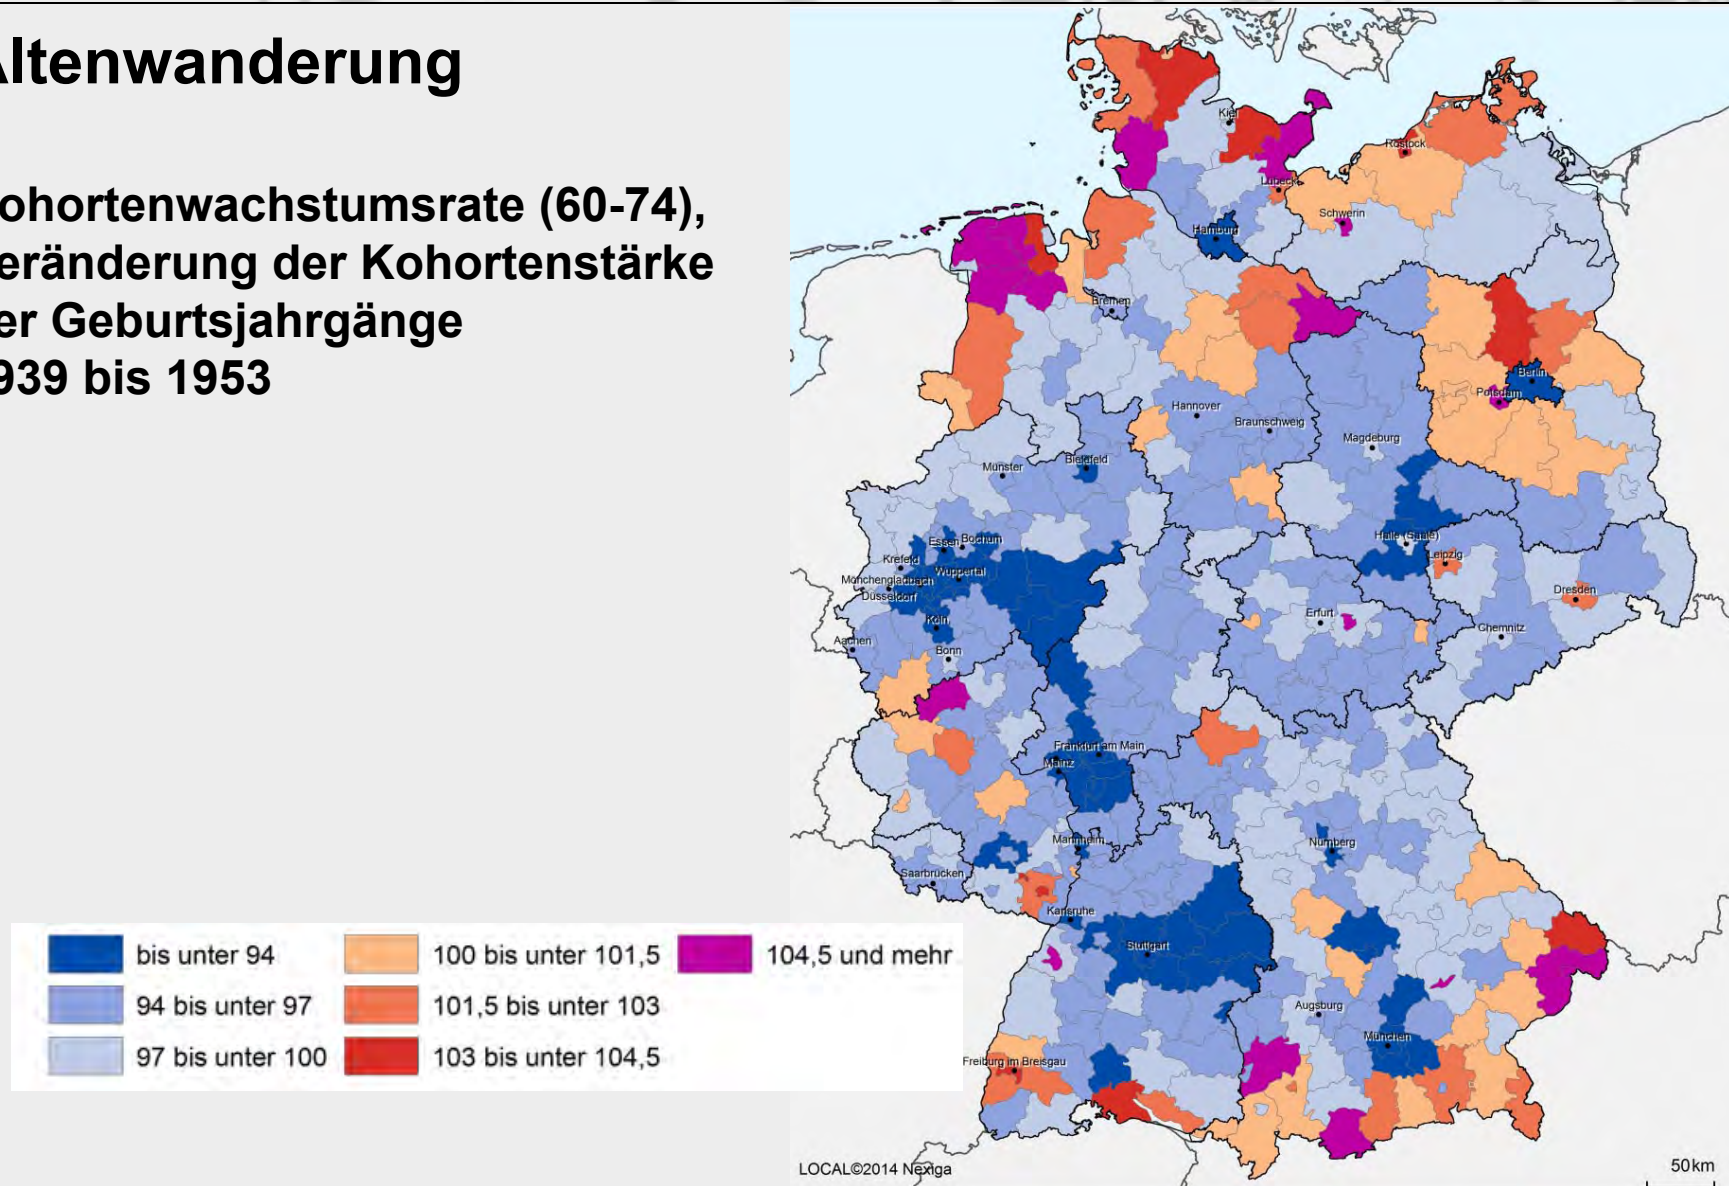 Altenwanderung
ohortenwachstumsrate (60-74),
eränderung der Kohortenstärke
er Geburtsjahrgänge
939 bis 1953
Kiel
Rostock
Lübeck
Schwerin
Hamburg
Bremen
Berlin
Potsdam
Hannover
Braunschweig
Magdeburg
Münster
Bielefeld
Essen
Bochum
Halle (Saale)
Leipzig
Krefeld
Wuppertal
Mönchengladbach
Düsseldorf
Dresden
Köln
Erfurt
Chemnitz
Aachen
Bonn
Frankfurt am Main
Mainz
Mannheim
Nürnberg
Saarbrücken
Karsruhe
Stuttgart
Augsburg
München
Freiburg im Breisgau
bis unter 94
100 bis unter 101,5
104,5 und mehr
94 bis unter 97
101,5 bis unter 103
97 bis unter 100
103 bis unter 104,5
LOCAL©2014 Nexiga
50km